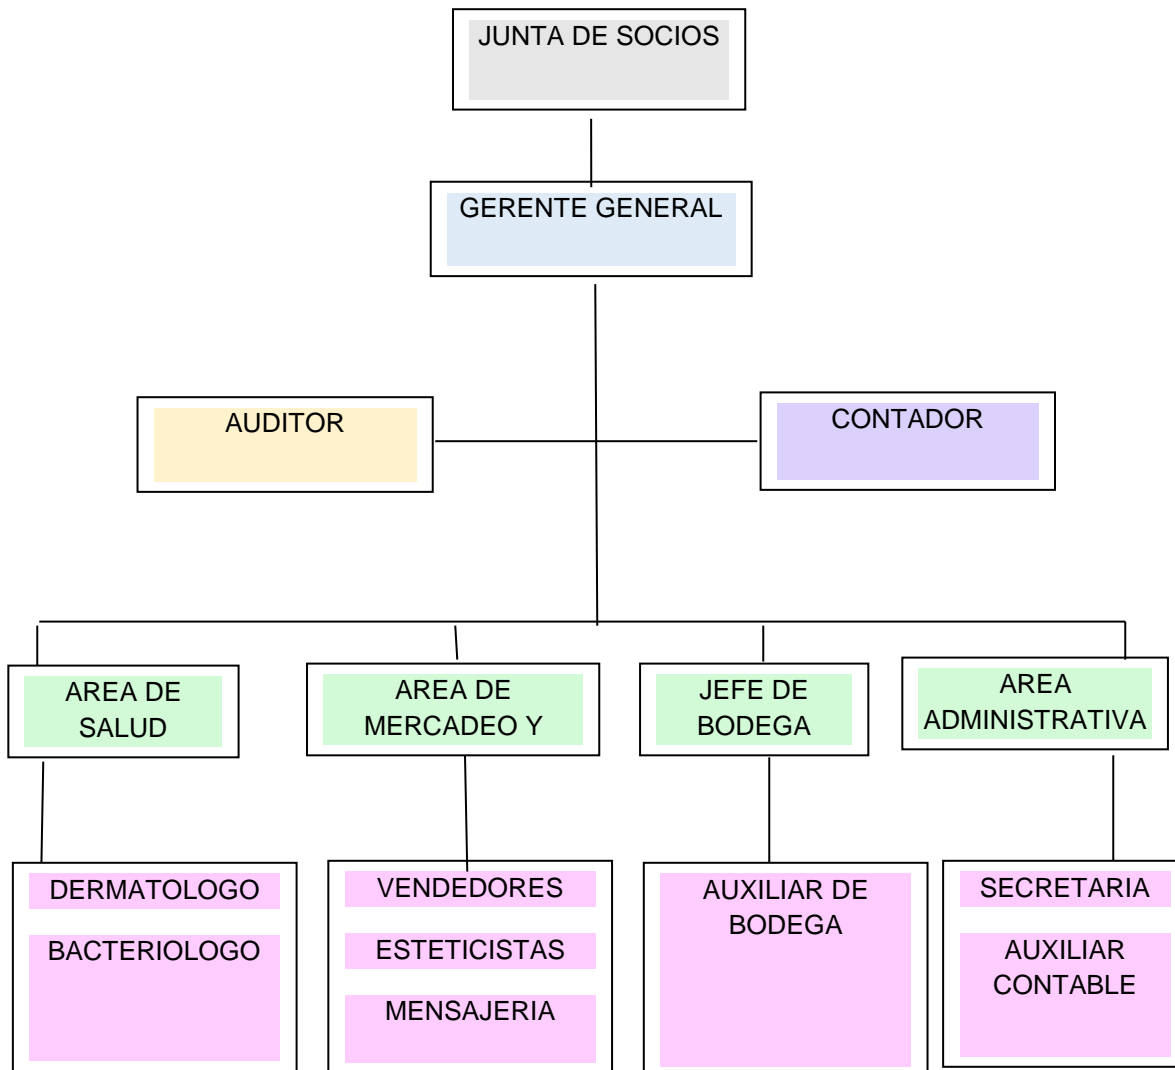 JUNTA DE SOCIOS
GERENTE GENERAL
AUDITOR
CONTADOR
AREA DE
SALUD
AREA DE
MERCADEO Y
JEFE DE
BODEGA
AREA
ADMINISTRATIVA
DERMATOLOGO
BACTERIOLOGO
VENDEDORES
ESTETICISTAS
MENSAJERIA
AUXILIAR DE
BODEGA
SECRETARIA
AUXILIAR
CONTABLE